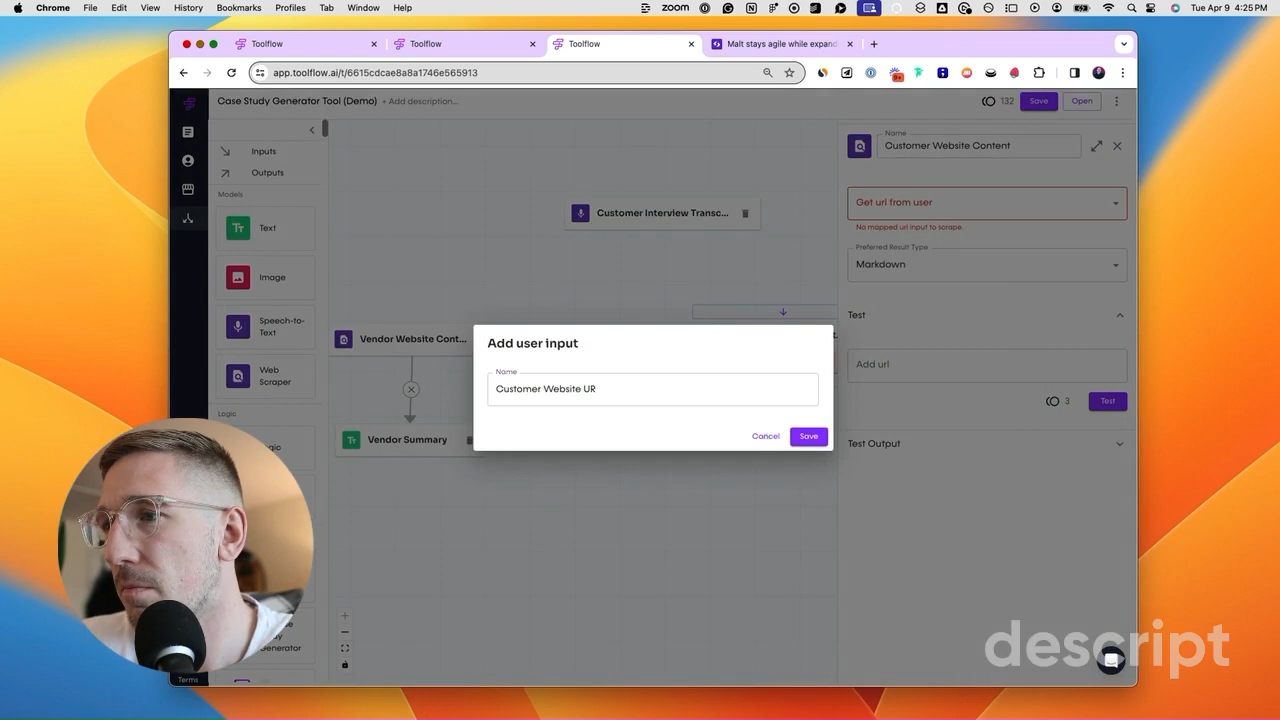 Chrome File Edit View History Bookmarks Profiles Tab Window Help
zoom
Tue Apr 9 4:25 PM
Toolflow
Toolflow
Toolflow
Malt stays agile while expand
app.toolflow.ai/t/6615cdcae8a8a1746e565913
Case Study Generator Tool (Demo) • Add description...
132
Save
Open
Inputs
Outputs
Models
Text
Image
Speech-to-
Text
Web
Scraper
Logic
Generator
Terms
Customer Interview Transc...
Vendor Website Cont...
Vendor Summary
Name
Customer Website Content
Get url from user
No mapped url input to scrape.
Preferred Result Type
Markdown
Test
Add url
3
Test
Test Output
Add user input
Name
Customer Website UR
Cancel
Save
descript